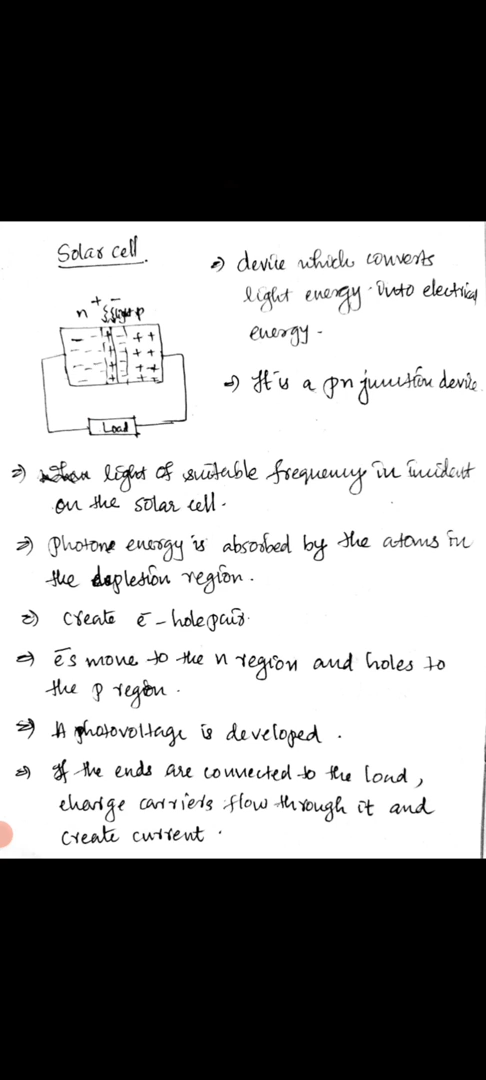 Solar cell.
n + - light p
Load
⇒ device which converts
light energy into electrical
energy.
⇒ It is a pn junction device
⇒ light of suitable frequency in incident
on the solar cell.
⇒ Photone energy is absorbed by the atoms in
the depletion region.
⇒ Create ē - hole pair.
⇒ ēs move to the n region and holes to
the p region.
⇒ A photovoltage is developed.
⇒ If the ends are connected to the load,
charge carriers flow through it and
create current.